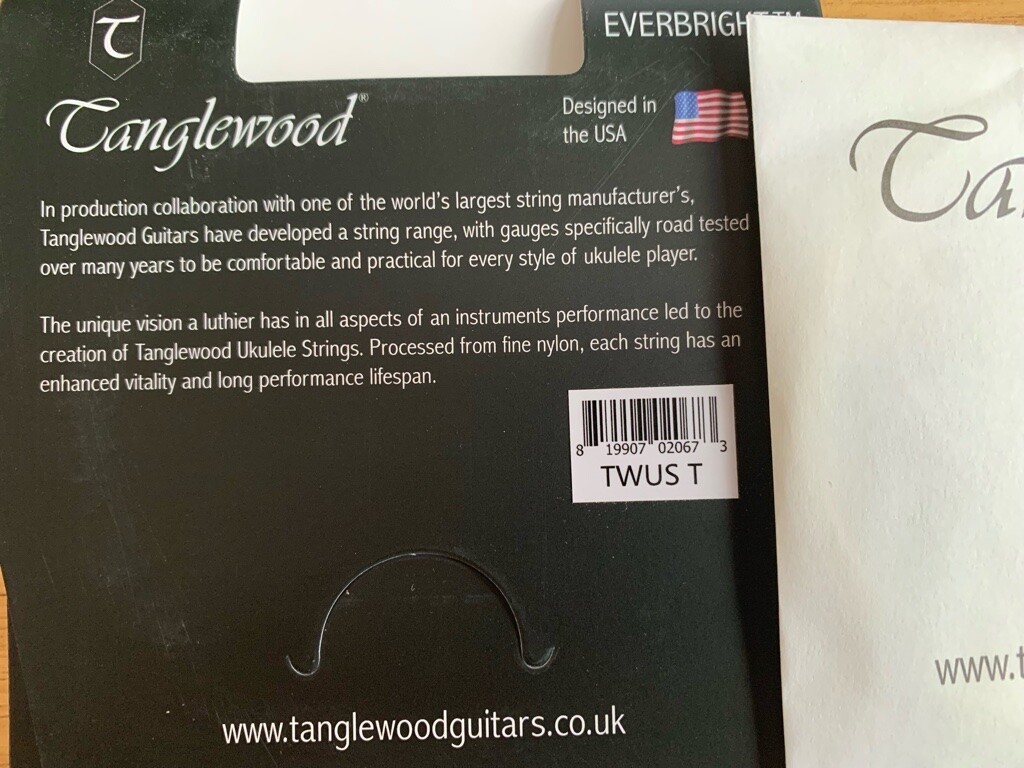 T
EVERBRIGHT™
Tanglewood®
Designed in
the USA
In production collaboration with one of the world's largest string manufacturer's,
Tanglewood Guitars have developed a string range, with gauges specifically road tested
over many years to be comfortable and practical for every style of ukulele player.
The unique vision a luthier has in all aspects of an instruments performance led to the
creation of Tanglewood Ukulele Strings. Processed from fine nylon, each string has an
enhanced vitality and long performance lifespan.
8 19907 02067 3
TWUS T
www.tanglewoodguitars.co.uk
Ta
www.t